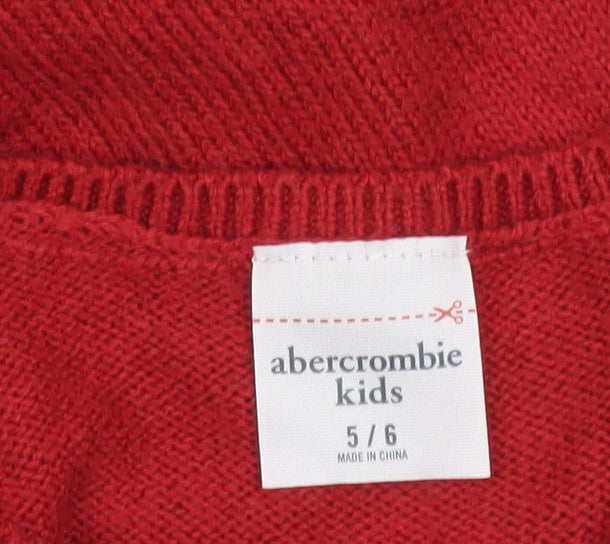 abercrombie
kids
5 / 6
MADE IN CHINA